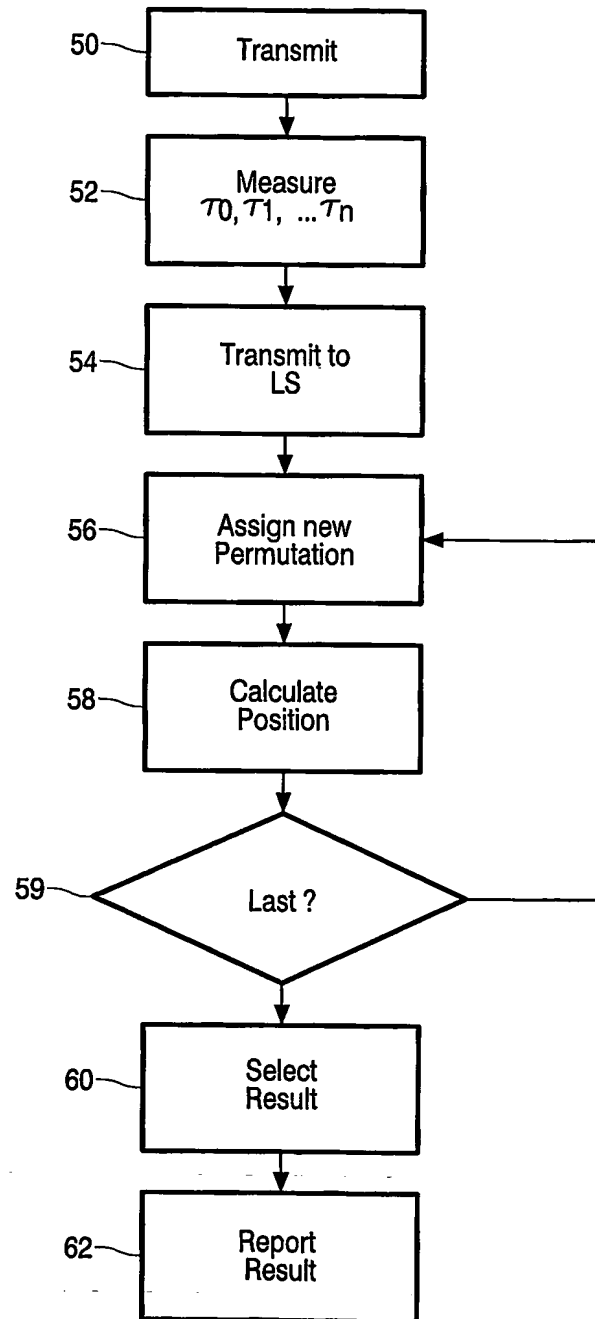 50
Transmit
52
Measure
τ0, τ1, ...τn
54
Transmit to
LS
56
Assign new
Permutation
58
Calculate
Position
59
Last ?
60
Select
Result
62
Report
Result